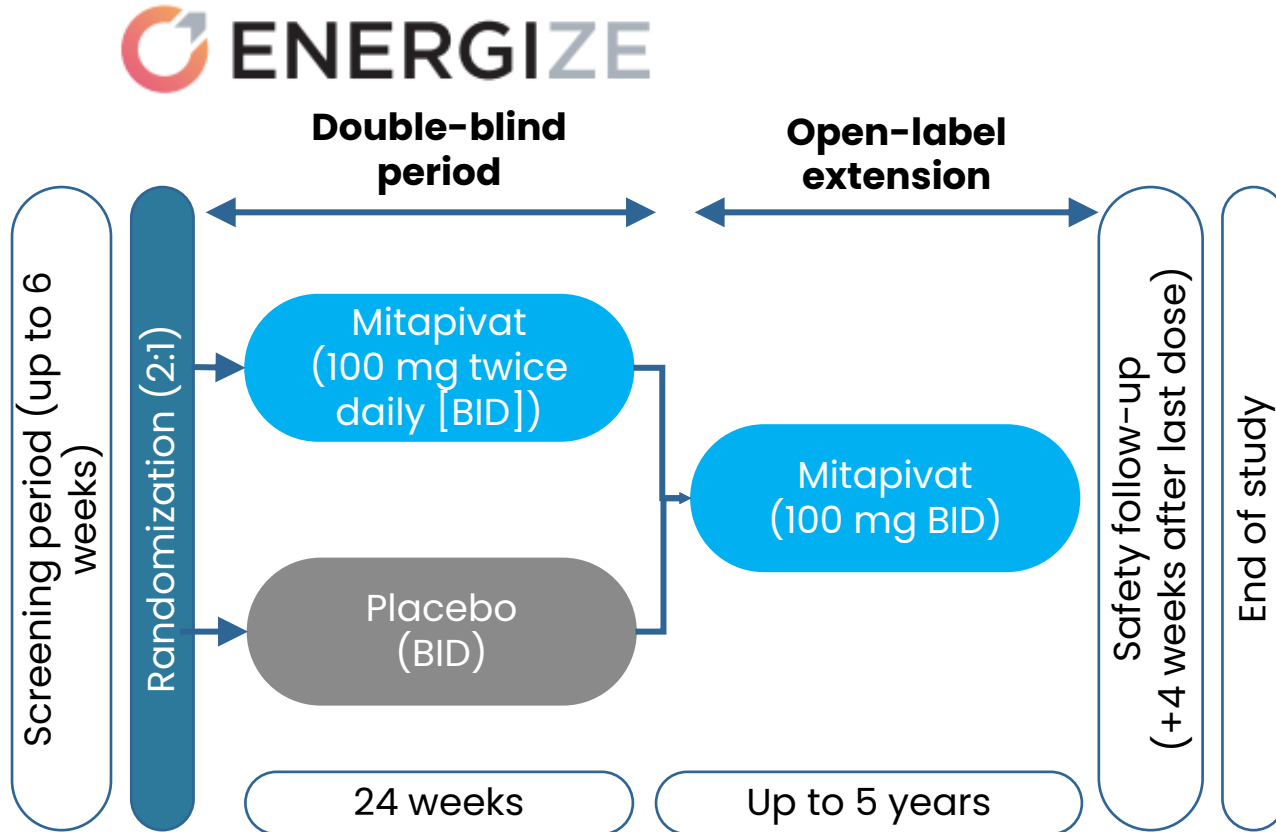 ENERGIZE
Double-blind
period
Open-label
extension
Screening period (up to 6
weeks)
Randomization (2:1)
Mitapivat
(100 mg twice
daily [BID])
Placebo
(BID)
Mitapivat
(100 mg BID)
Safety follow-up
(+4 weeks after last dose)
End of study
24 weeks
Up to 5 years